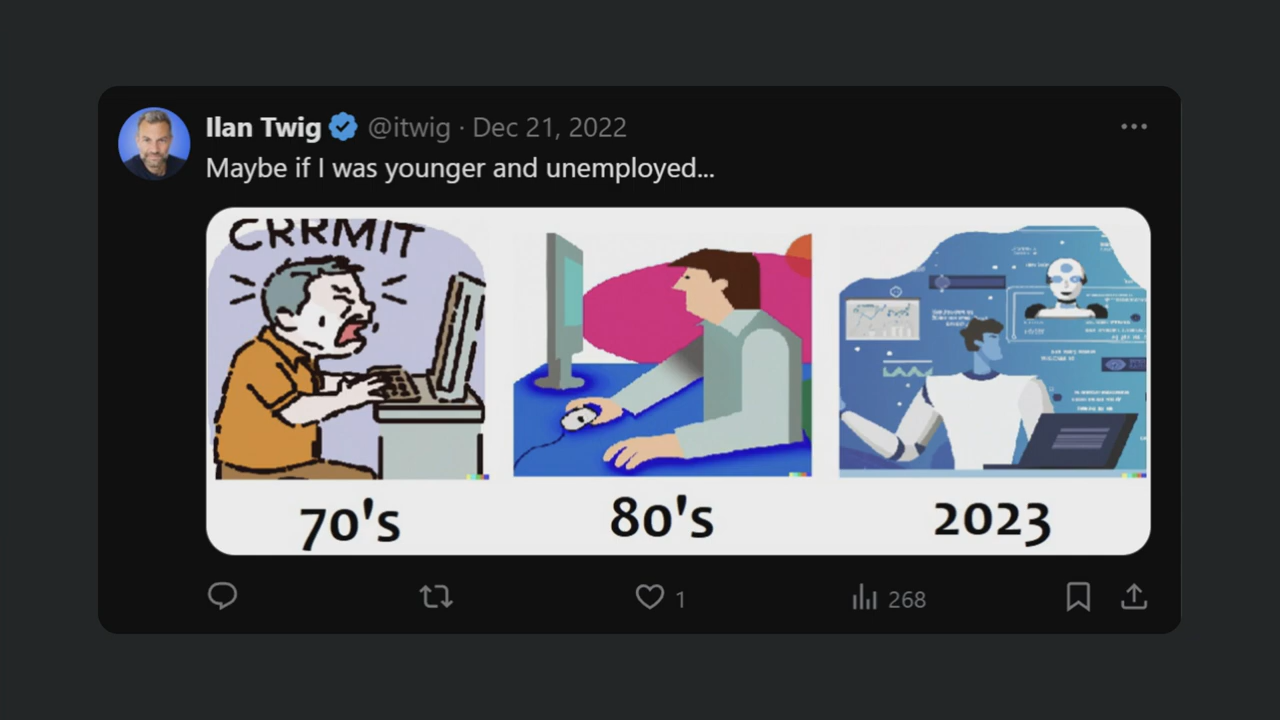 Ilan Twig @itwig · Dec 21, 2022
Maybe if I was younger and unemployed...
CRRMIT
70's
80's
2023
1
268